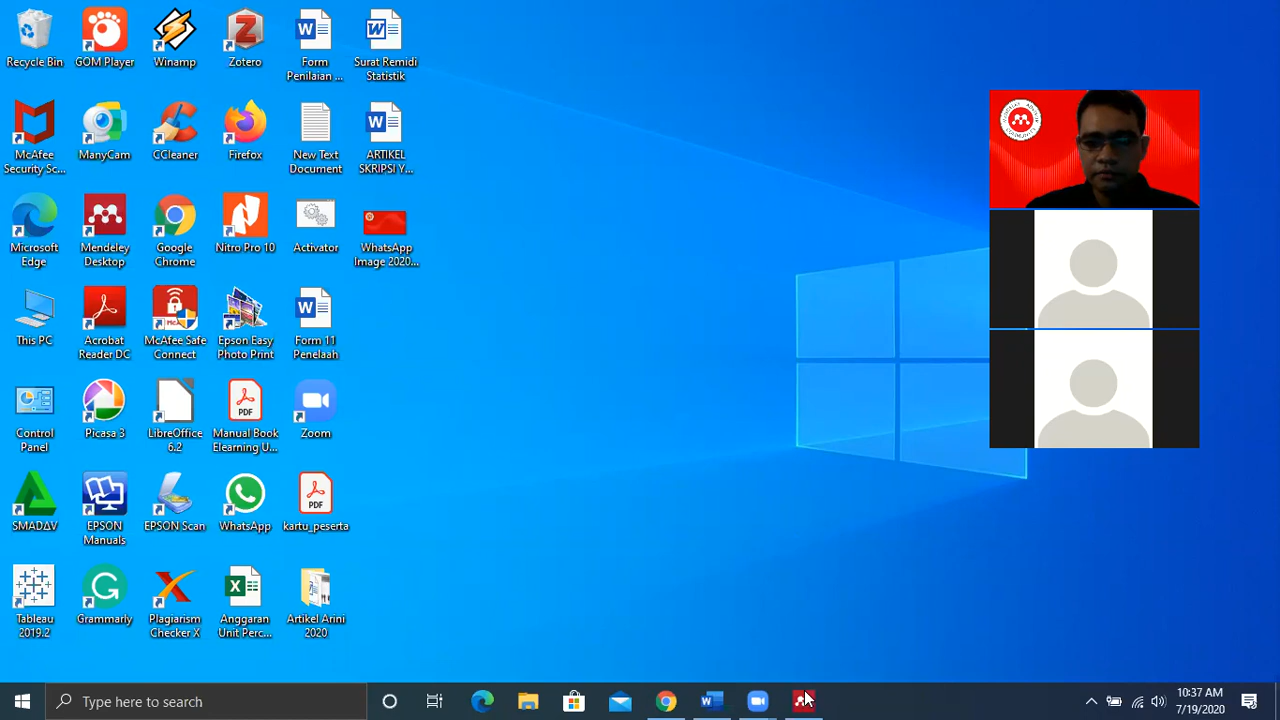 Recycle Bin
GOM Player
Winamp
Zotero
Form
Penilaian ...
Surat Remidi
Statistik
McAfee
Security Sc...
ManyCam
CCleaner
Firefox
New Text
Document
ARTIKEL
SKRIPSI Y...
Microsoft
Edge
Mendeley
Desktop
Google
Chrome
Nitro Pro 10
Activator
WhatsApp
Image 2020...
This PC
Acrobat
Reader DC
McAfee Safe
Connect
Epson Easy
Photo Print
Form 11
Penelaah
Control
Panel
Picasa 3
LibreOffice
6.2
PDF
Manual Book
Elearning U...
Zoom
SMADΔV
EPSON
Manuals
EPSON Scan
WhatsApp
PDF
kartu_peserta
Tableau
2019.2
Grammarly
Plagiarism
Checker X
Anggaran
Unit Perc...
Artikel Arini
2020
Type here to search
10:37 AM
7/19/2020